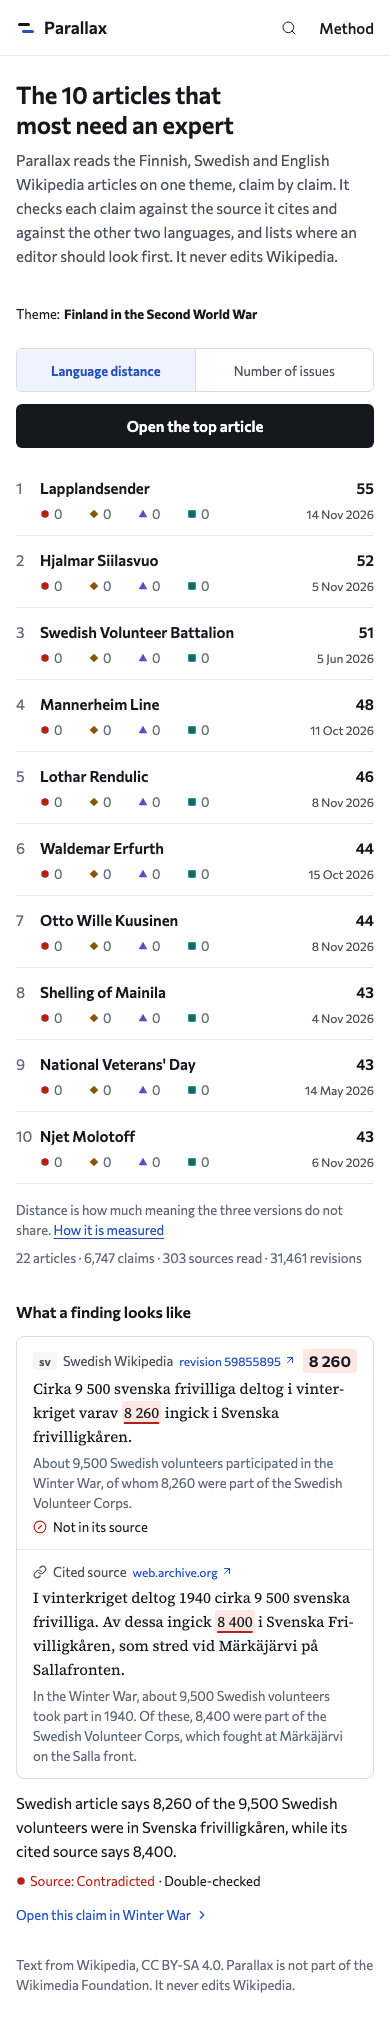 Parallax
Method
The 10 articles that
most need an expert
Parallax reads the Finnish, Swedish and English
Wikipedia articles on one theme, claim by claim. It
checks each claim against the source it cites and
against the other two languages, and lists where an
editor should look first. It never edits Wikipedia.
Theme: Finland in the Second World War
Language distance
Number of issues
Open the top article
1 Lapplandsender 55
0 0 0 0 14 Nov 2026
2 Hjalmar Siilasvuo 52
0 0 0 0 5 Nov 2026
3 Swedish Volunteer Battalion 51
0 0 0 0 5 Jun 2026
4 Mannerheim Line 48
0 0 0 0 11 Oct 2026
5 Lothar Rendulic 46
0 0 0 0 8 Nov 2026
6 Waldemar Erfurth 44
0 0 0 0 15 Oct 2026
7 Otto Wille Kuusinen 44
0 0 0 0 8 Nov 2026
8 Shelling of Mainila 43
0 0 0 0 4 Nov 2026
9 National Veterans' Day 43
0 0 0 0 14 May 2026
10 Njet Molotoff 43
0 0 0 0 6 Nov 2026
Distance is how much meaning the three versions do not
share. How it is measured
22 articles · 6,747 claims · 303 sources read · 31,461 revisions
What a finding looks like
sv Swedish Wikipedia revision 59855895 8 260
Cirka 9 500 svenska frivilliga deltog i vinter-
kriget varav 8 260 ingick i Svenska
frivilligkåren.
About 9,500 Swedish volunteers participated in the
Winter War, of whom 8,260 were part of the Swedish
Volunteer Corps.
Not in its source
Cited source web.archive.org
I vinterkriget deltog 1940 cirka 9 500 svenska
frivilliga. Av dessa ingick 8 400 i Svenska Fri-
villigkåren, som stred vid Märkäjärvi på
Sallafronten.
In the Winter War, about 9,500 Swedish volunteers
took part in 1940. Of these, 8,400 were part of the
Swedish Volunteer Corps, which fought at Märkäjärvi
on the Salla front.
Swedish article says 8,260 of the 9,500 Swedish
volunteers were in Svenska frivilligkåren, while its
cited source says 8,400.
Source: Contradicted · Double-checked
Open this claim in Winter War
Text from Wikipedia, CC BY-SA 4.0. Parallax is not part of the
Wikimedia Foundation. It never edits Wikipedia.